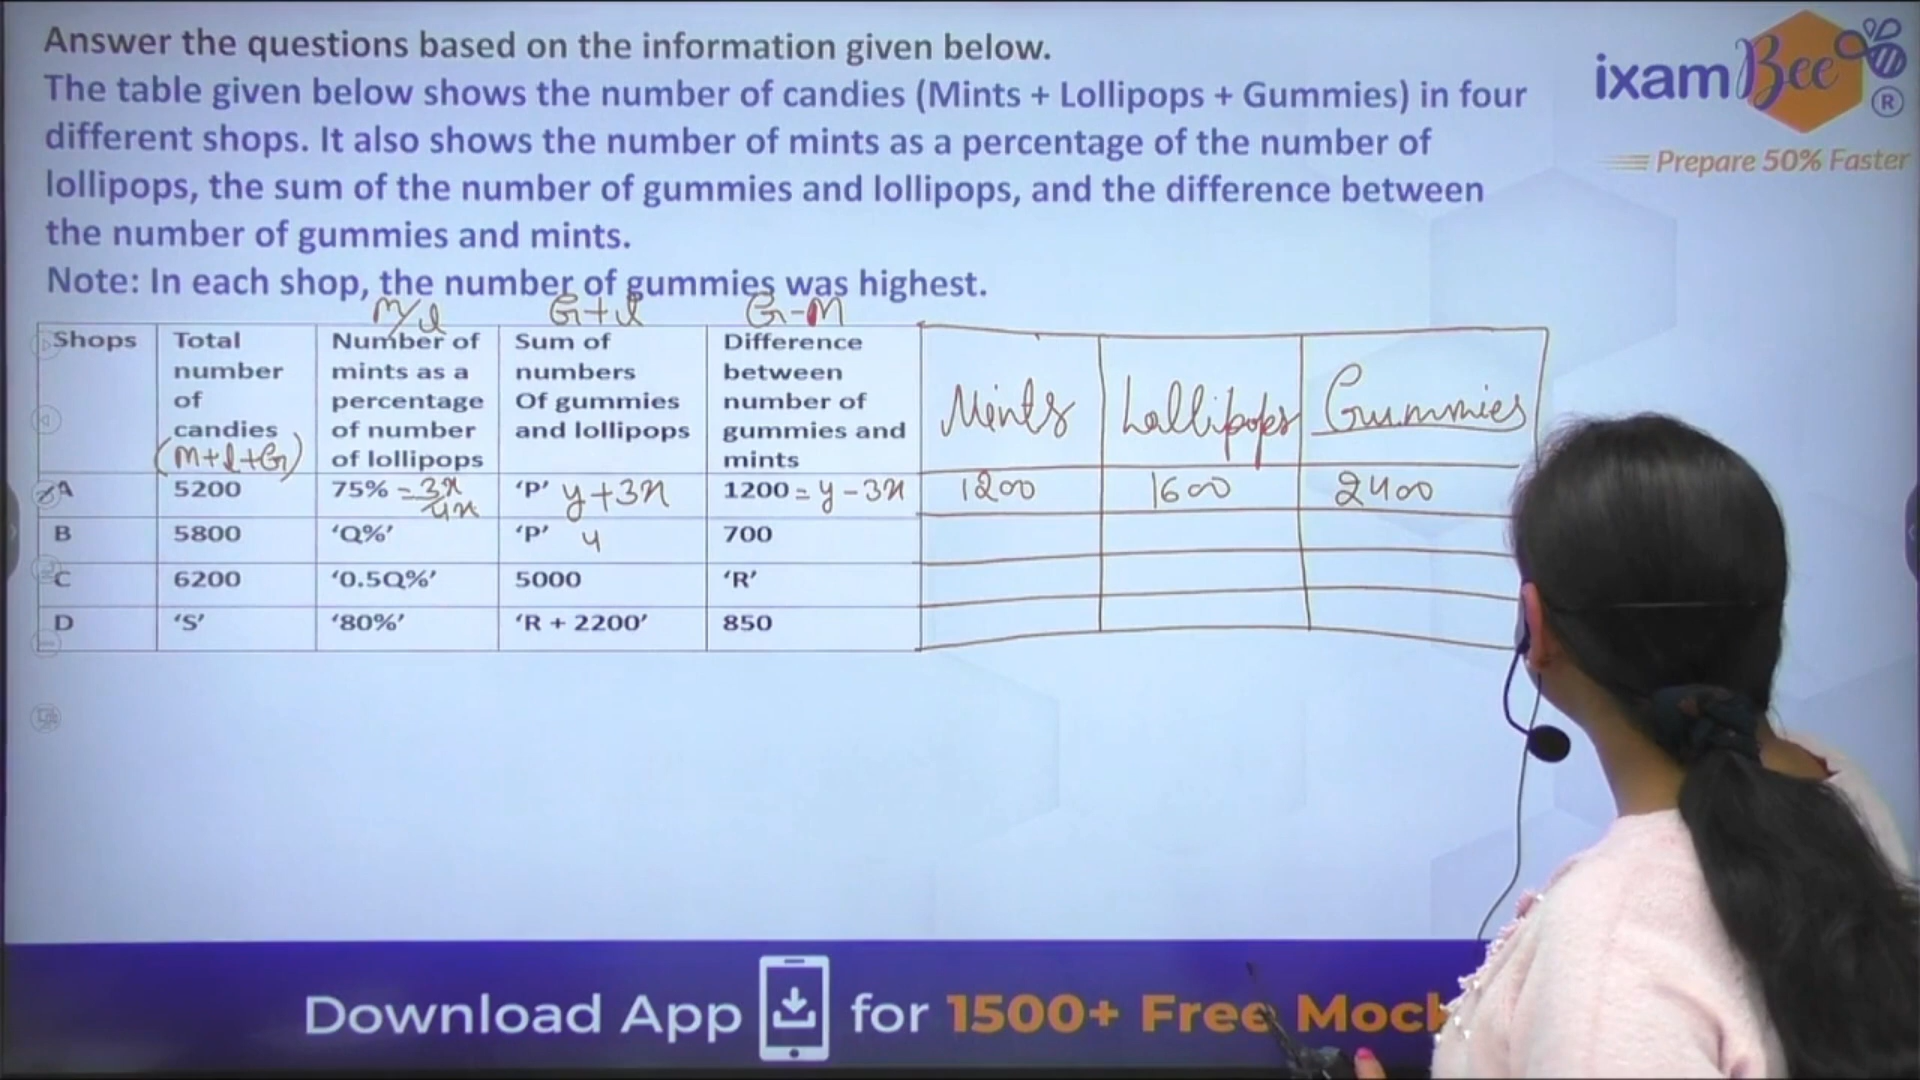 Answer the questions based on the information given below.
The table given below shows the number of candies (Mints + Lollipops + Gummies) in four
different shops. It also shows the number of mints as a percentage of the number of
lollipops, the sum of the number of gummies and lollipops, and the difference between
the number of gummies and mints.
Note: In each shop, the number of gummies was highest.
ixamBee®
Prepare 50% Faster
M/l G+l G-M
Shops
Total number of candies (M+l+G)
Number of mints as a percentage of number of lollipops
Sum of numbers Of gummies and lollipops
Difference between number of gummies and mints
Mints Lollipops Gummies
A 5200 75% = 3x/4x 'P' y+3x 1200 = y-3x 1200 1600 2400
B 5800 'Q%' 'P' 4 700
C 6200 '0.5Q%' 5000 'R'
D 'S' '80%' 'R + 2200' 850
Download App for 1500+ Free Mock